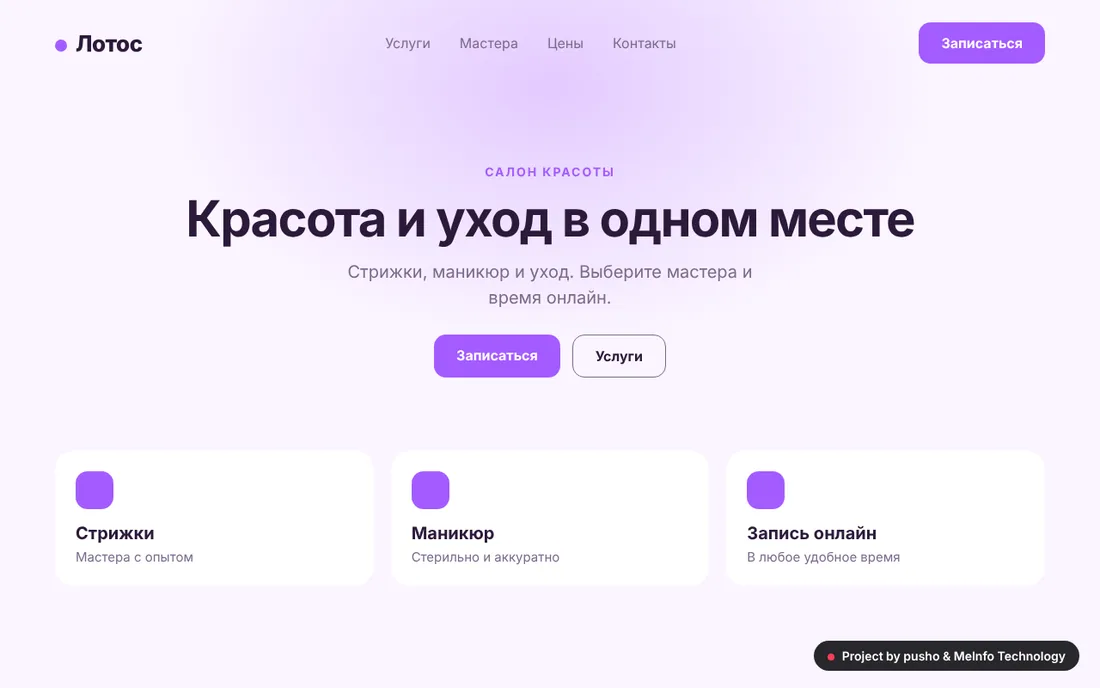 Лотос
Услуги
Мастера
Цены
Контакты
Записаться
САЛОН КРАСОТЫ
Красота и уход в одном месте
Стрижки, маникюр и уход. Выберите мастера и
время онлайн.
Записаться
Услуги
Стрижки
Мастера с опытом
Маникюр
Стерильно и аккуратно
Запись онлайн
В любое удобное время
Project by pusho & MeInfo Technology